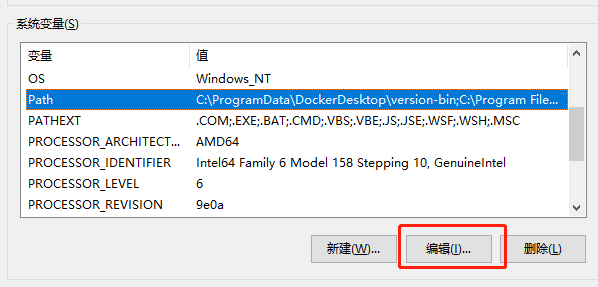 系统变量(S)
变量 值
OS Windows_NT
Path C:\ProgramData\DockerDesktop\version-bin;C:\Program File...
PATHEXT .COM;.EXE;.BAT;.CMD;.VBS;.VBE;.JS;.JSE;.WSF;.WSH;.MSC
PROCESSOR_ARCHITECT... AMD64
PROCESSOR_IDENTIFIER Intel64 Family 6 Model 158 Stepping 10, GenuineIntel
PROCESSOR_LEVEL 6
PROCESSOR_REVISION 9e0a
新建(W)... 编辑(I)... 删除(L)